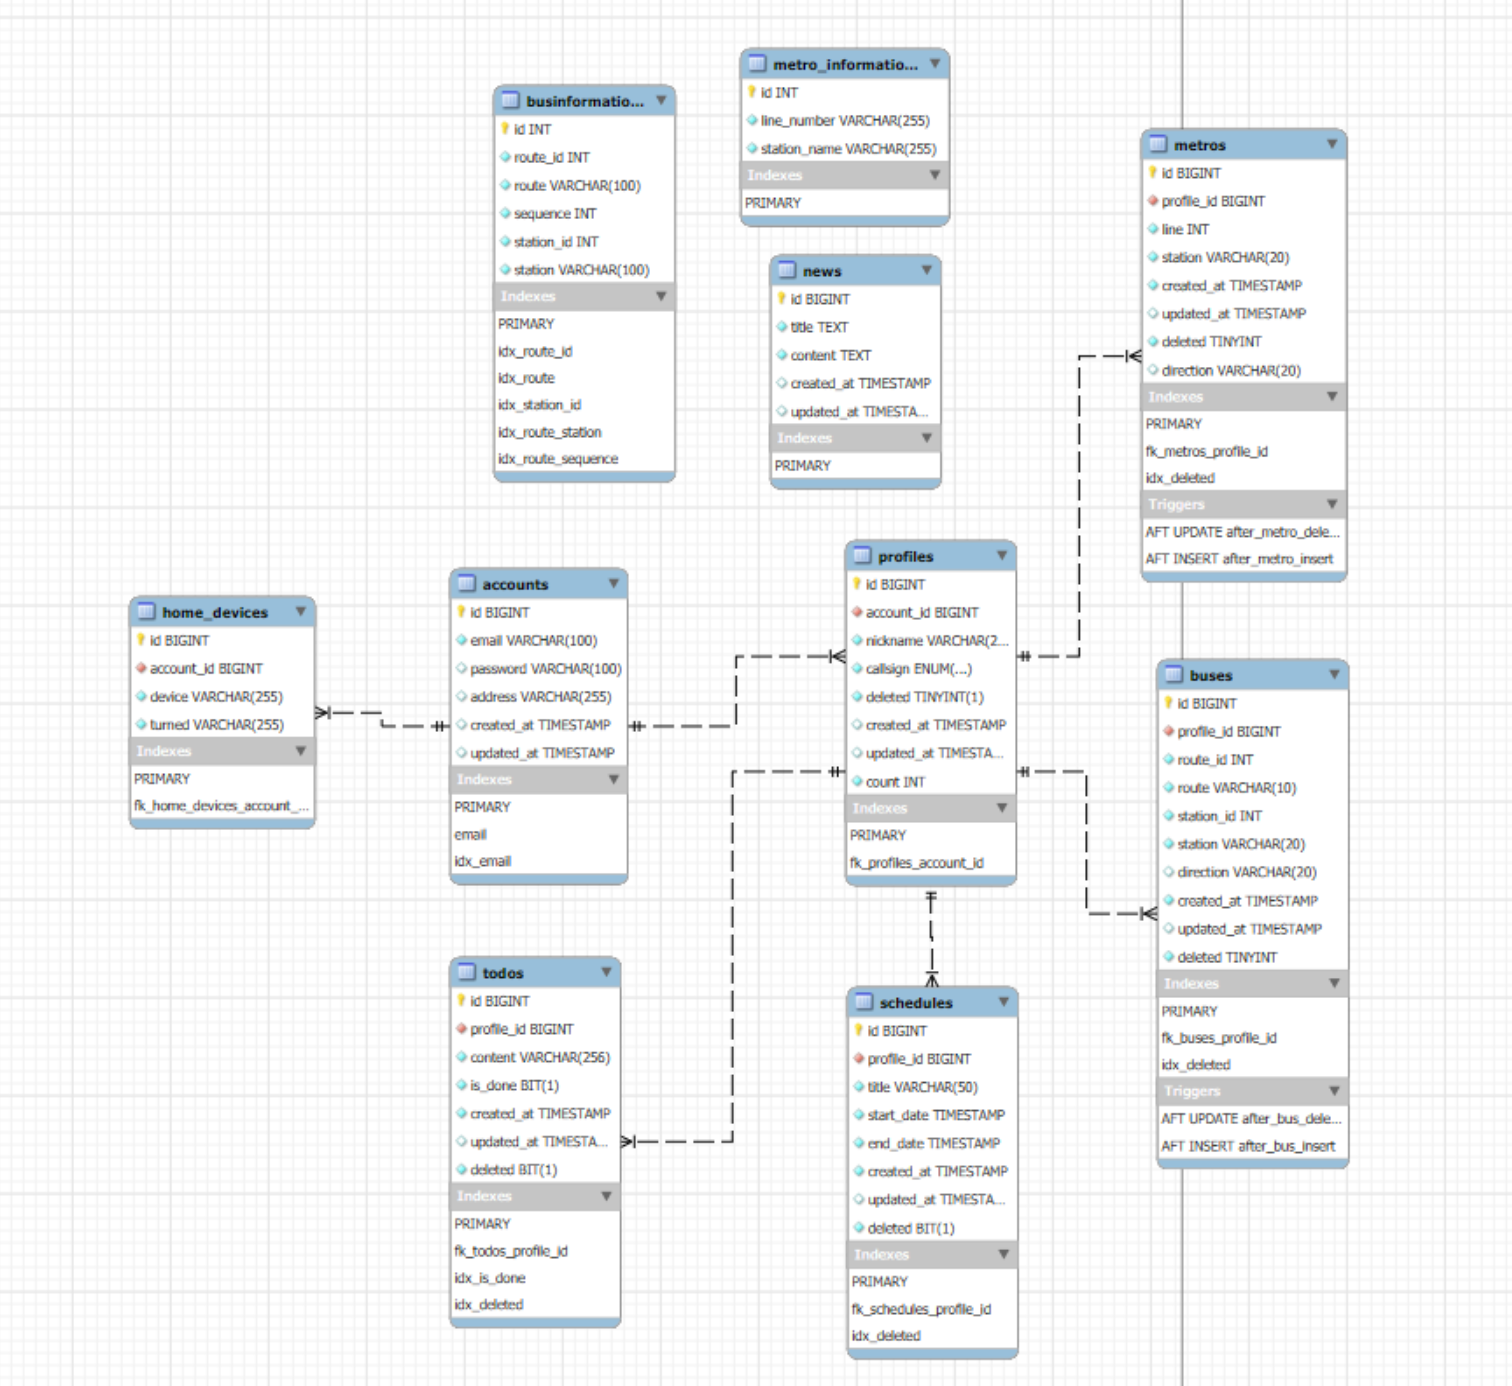 businformatio...
id INT
route_id INT
route VARCHAR(100)
sequence INT
station_id INT
station VARCHAR(100)
Indexes
PRIMARY
idx_route_id
idx_route
idx_station_id
idx_route_station
idx_route_sequence
metro_informatio...
id INT
line_number VARCHAR(255)
station_name VARCHAR(255)
Indexes
PRIMARY
news
id BIGINT
title TEXT
content TEXT
created_at TIMESTAMP
updated_at TIMESTA...
Indexes
PRIMARY
metros
id BIGINT
profile_id BIGINT
line INT
station VARCHAR(20)
created_at TIMESTAMP
updated_at TIMESTAMP
deleted TINYINT
direction VARCHAR(20)
Indexes
PRIMARY
fk_metros_profile_id
idx_deleted
Triggers
AFT UPDATE after_metro_dele...
AFT INSERT after_metro_insert
home_devices
id BIGINT
account_id BIGINT
device VARCHAR(255)
turned VARCHAR(255)
Indexes
PRIMARY
fk_home_devices_account_...
accounts
id BIGINT
email VARCHAR(100)
password VARCHAR(100)
address VARCHAR(255)
created_at TIMESTAMP
updated_at TIMESTAMP
Indexes
PRIMARY
email
idx_email
profiles
id BIGINT
account_id BIGINT
nickname VARCHAR(2...
callsign ENUM(...)
deleted TINYINT(1)
created_at TIMESTAMP
updated_at TIMESTA...
count INT
Indexes
PRIMARY
fk_profiles_account_id
buses
id BIGINT
profile_id BIGINT
route_id INT
route VARCHAR(10)
station_id INT
station VARCHAR(20)
direction VARCHAR(20)
created_at TIMESTAMP
updated_at TIMESTAMP
deleted TINYINT
Indexes
PRIMARY
fk_buses_profile_id
idx_deleted
Triggers
AFT UPDATE after_bus_dele...
AFT INSERT after_bus_insert
todos
id BIGINT
profile_id BIGINT
content VARCHAR(256)
is_done BIT(1)
created_at TIMESTAMP
updated_at TIMESTA...
deleted BIT(1)
Indexes
PRIMARY
fk_todos_profile_id
idx_is_done
idx_deleted
schedules
id BIGINT
profile_id BIGINT
title VARCHAR(50)
start_date TIMESTAMP
end_date TIMESTAMP
created_at TIMESTAMP
updated_at TIMESTA...
deleted BIT(1)
Indexes
PRIMARY
fk_schedules_profile_id
idx_deleted